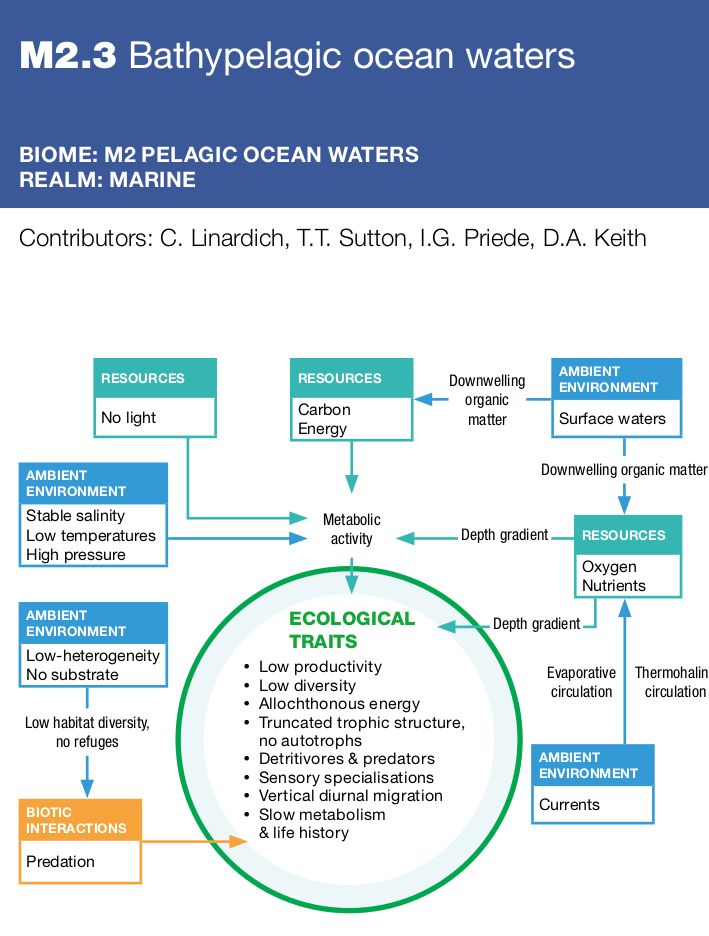 M2.3 Bathypelagic ocean waters
BIOME: M2 PELAGIC OCEAN WATERS
REALM: MARINE
Contributors: C. Linardich, T.T. Sutton, I.G. Priede, D.A. Keith
RESOURCES
No light
RESOURCES
Carbon
Energy
Downwelling
organic
matter
AMBIENT
ENVIRONMENT
Surface waters
Downwelling organic matter
AMBIENT
ENVIRONMENT
Stable salinity
Low temperatures
High pressure
Metabolic
activity
Depth gradient
RESOURCES
Oxygen
Nutrients
Depth gradient
AMBIENT
ENVIRONMENT
Low-heterogeneity
No substrate
Low habitat diversity,
no refuges
BIOTIC
INTERACTIONS
Predation
ECOLOGICAL
TRAITS
• Low productivity
• Low diversity
• Allochthonous energy
• Truncated trophic structure,
no autotrophs
• Detritivores & predators
• Sensory specialisations
• Vertical diurnal migration
• Slow metabolism
& life history
Evaporative
circulation
Thermohalin
circulation
AMBIENT
ENVIRONMENT
Currents